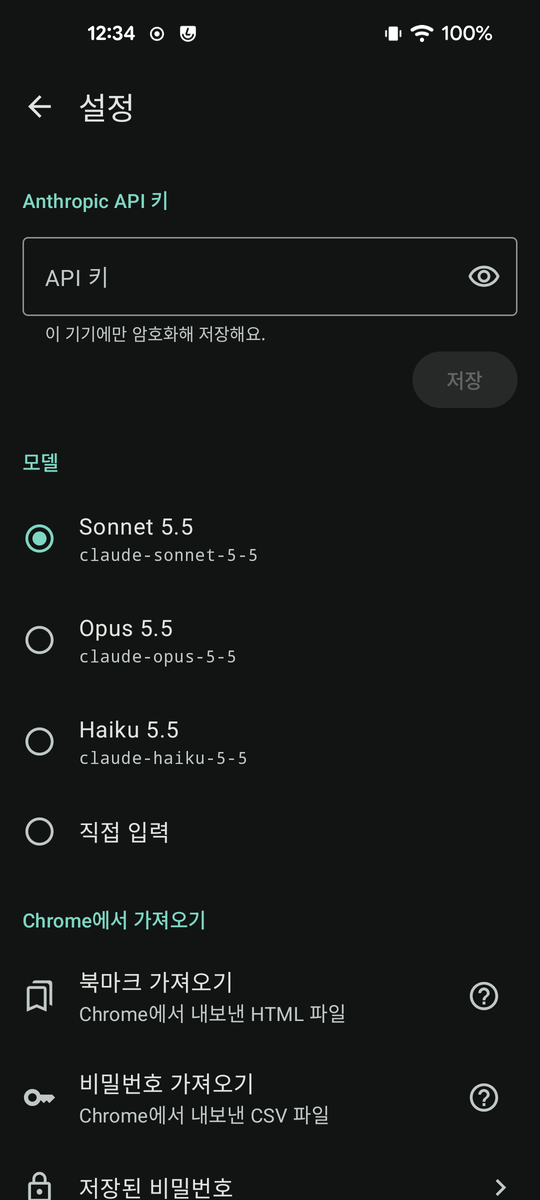 12:34
100%
설정
Anthropic API 키
API 키
이 기기에만 암호화해 저장해요.
저장
모델
Sonnet 5.5
claude-sonnet-5-5
Opus 5.5
claude-opus-5-5
Haiku 5.5
claude-haiku-5-5
직접 입력
Chrome에서 가져오기
북마크 가져오기
Chrome에서 내보낸 HTML 파일
비밀번호 가져오기
Chrome에서 내보낸 CSV 파일
저장된 비밀번호